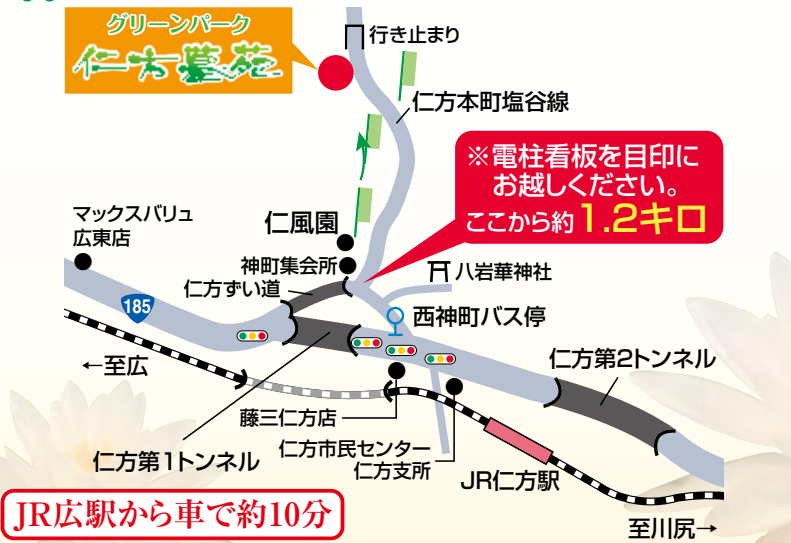 グリーンパーク
仁方墓苑
行き止まり
仁方本町塩谷線
※電柱看板を目印に
お越しください。
ここから約1.2キロ
マックスバリュ
広東店
仁風園
神町集会所
仁方ずい道
八岩華神社
185
西神町バス停
←至広
仁方第2トンネル
藤三仁方店
仁方市民センター
仁方支所
仁方第1トンネル
JR仁方駅
JR広駅から車で約10分
至川尻→